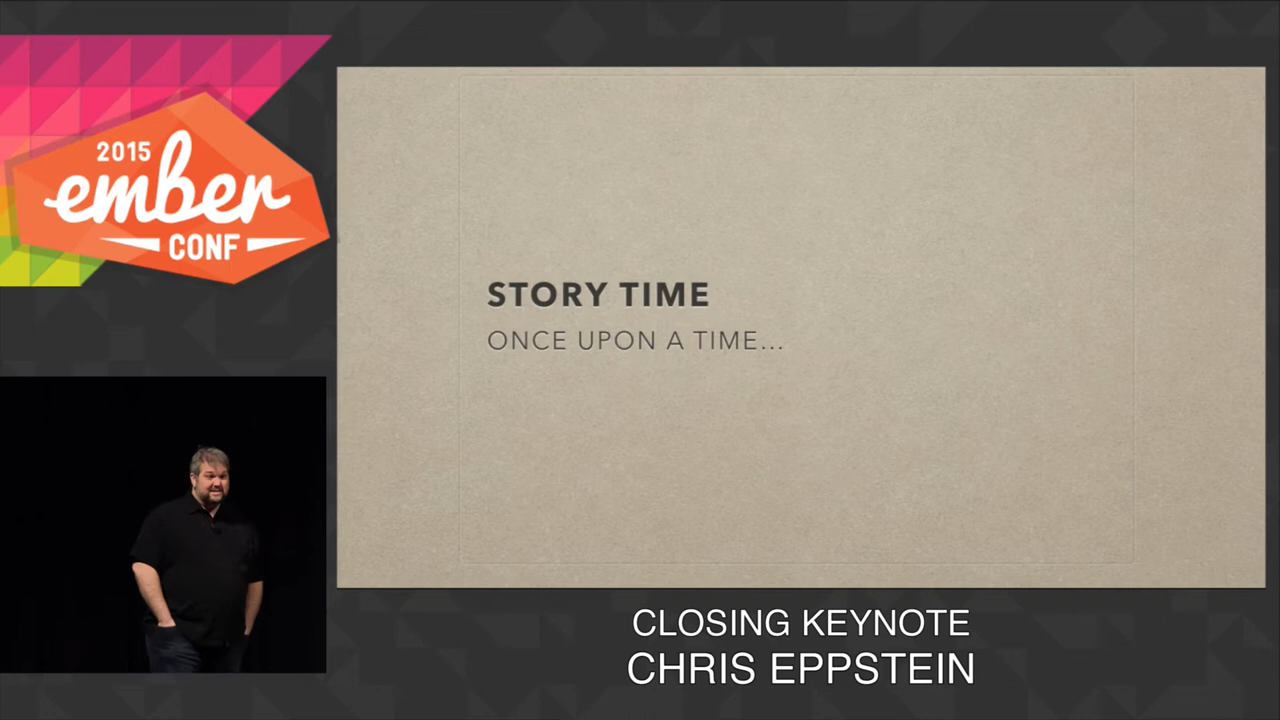 2015
ember
CONF
STORY TIME
ONCE UPON A TIME...
CLOSING KEYNOTE
CHRIS EPPSTEIN